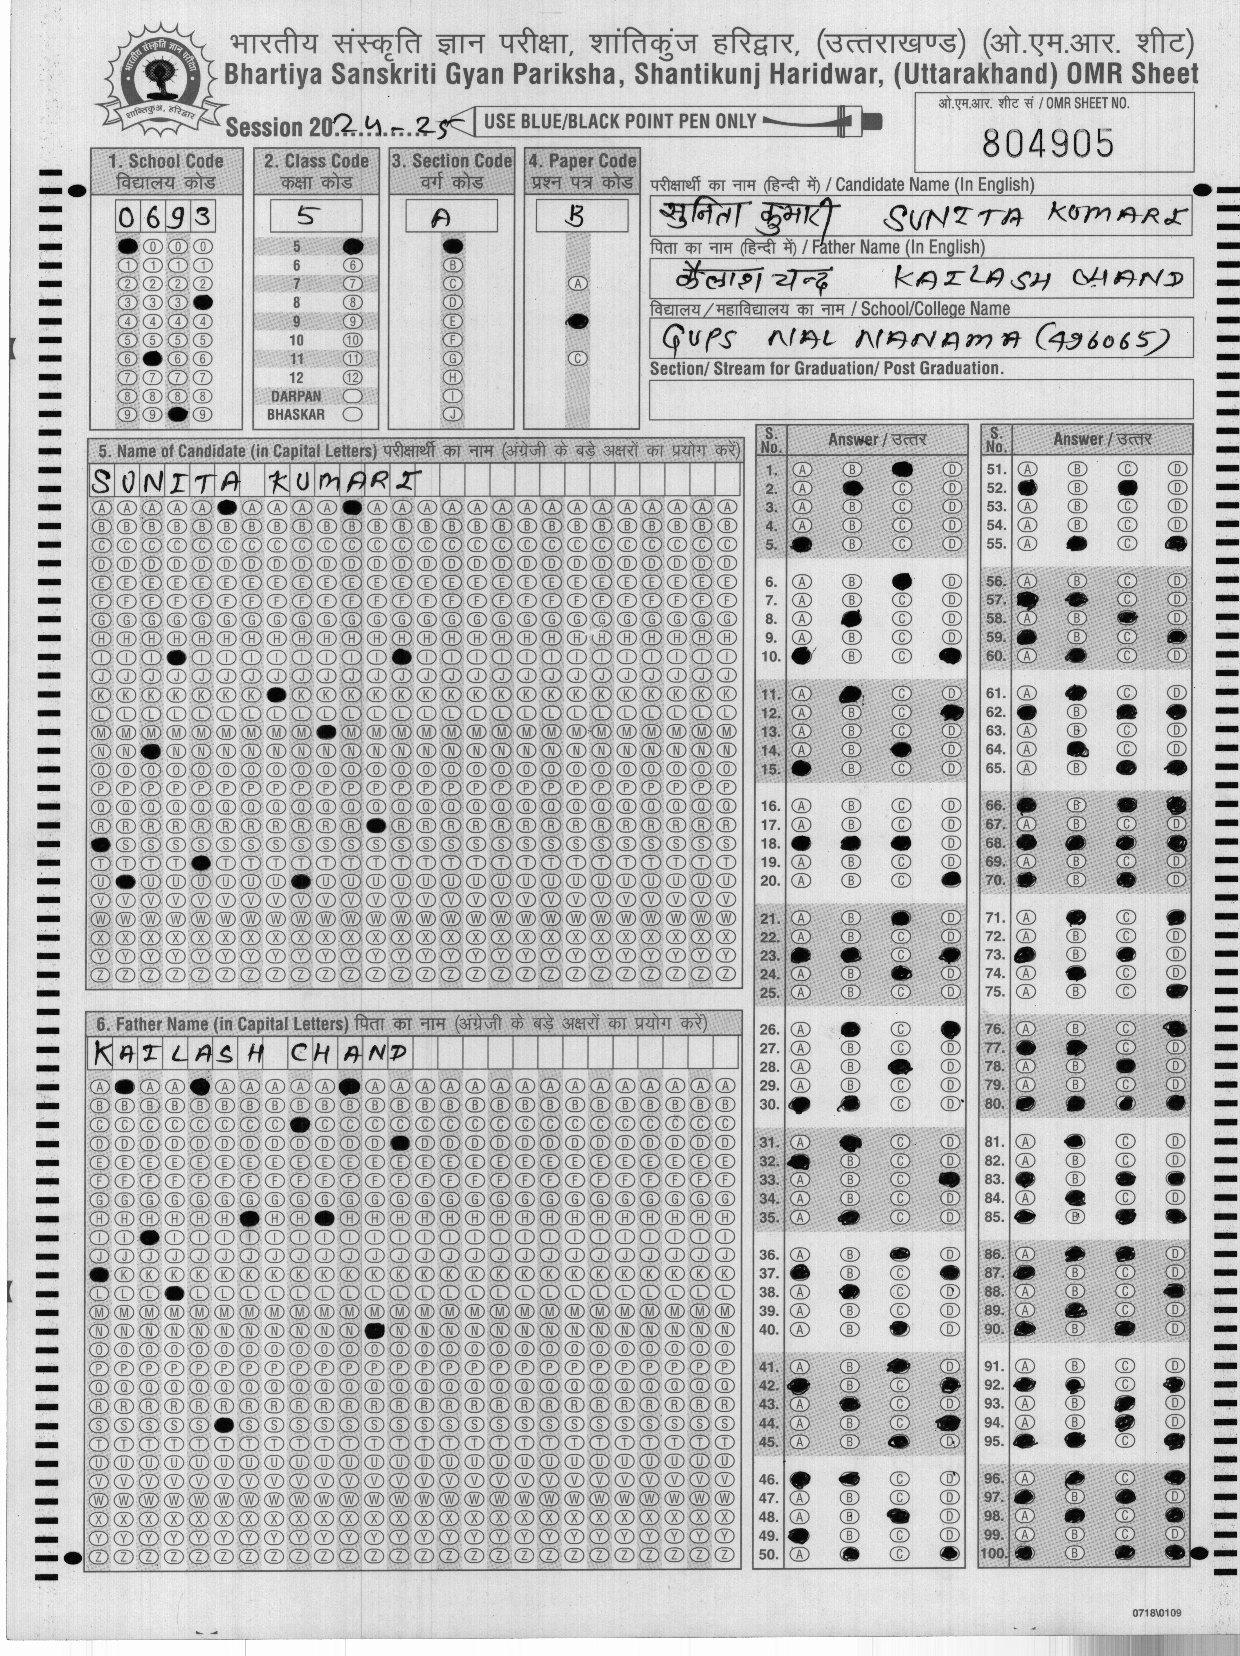 भारतीय संस्कृति ज्ञान परीक्षा, शांतिकुंज हरिद्वार, (उत्तराखण्ड) (ओ.एम.आर. शीट)
Bhartiya Sanskriti Gyan Pariksha, Shantikunj Haridwar, (Uttarakhand) OMR Sheet
Session 2024-25
USE BLUE/BLACK POINT PEN ONLY
ओ.एम.आर. शीट सं / OMR SHEET NO.
804905
1. School Code
विद्यालय कोड
0693
2. Class Code
कक्षा कोड
5
3. Section Code
वर्ग कोड
A
4. Paper Code
प्रश्न पत्र कोड
B
परीक्षार्थी का नाम (हिन्दी में) / Candidate Name (In English)
सुनिता कुमारी SUNITA KUMARI
पिता का नाम (हिन्दी में) / Father Name (In English)
कैलाश चन्द KAILASH CHAND
विद्यालय / महाविद्यालय का नाम / School/College Name
GUPS NAL NANAMA (496065)
Section/ Stream for Graduation/ Post Graduation.
5
6
7
8
9
10
11
12
DARPAN
BHASKAR
5. Name of Candidate (in Capital Letters) परीक्षार्थी का नाम (अंग्रेजी के बड़े अक्षरों का प्रयोग करें)
SUNITA KUMARI
6. Father Name (in Capital Letters) पिता का नाम (अंग्रेजी के बड़े अक्षरों का प्रयोग करें)
KAILASH CHAND
S. No. Answer / उत्तर
S. No. Answer / उत्तर
0718\0109